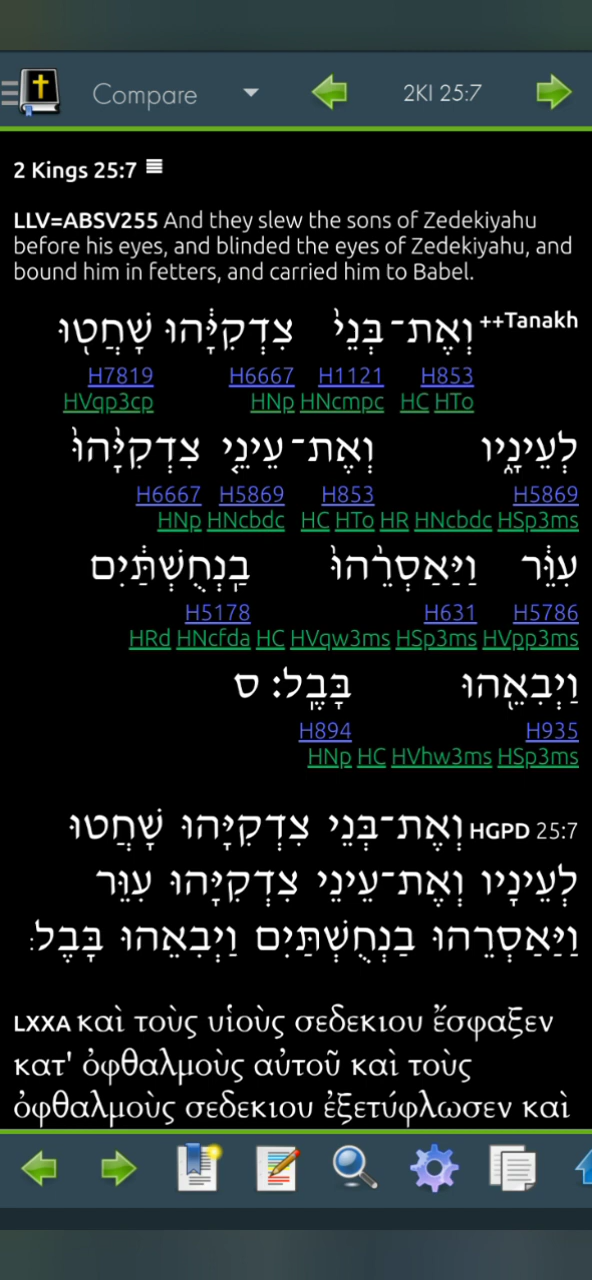 Compare
2KI 25:7
2 Kings 25:7
LLV=ABSV255 And they slew the sons of Zedekiyahu
before his eyes, and blinded the eyes of Zedekiyahu, and
bound him in fetters, and carried him to Babel.
++Tanakh וְאֶת־ בְּנֵי֙ צִדְקִיָּ֔הוּ שָׁחֲט֖וּ
H853 H1121 H6667 H7819
HC HTo HNcmpc HNp HVqp3cp
לְעֵינָ֑יו וְאֶת־ עֵינֵ֤י צִדְקִיָּ֙הוּ֙
H5869 H853 H5869 H6667
HR HNcbdc HSp3ms HC HTo HNcbdc HNp
עִוֵּ֔ר וַיַּאַסְרֵ֙הוּ֙ בַֽנְחֻשְׁתַּ֔יִם
H5786 H631 H5178
HVpp3ms HC HVqw3ms HSp3ms HRd HNcfda
וַיְבִאֵ֖הוּ בָּבֶֽל׃ ס
H935 H894
HC HVhw3ms HSp3ms HNp
HGPD 25:7 וְאֶת־בְּנֵי צִדְקִיָּהוּ שָׁחֲטוּ
לְעֵינָיו וְאֶת־עֵינֵי צִדְקִיָּהוּ עִוֵּר
וַיַּאַסְרֵהוּ בַנְחֻשְׁתַּיִם וַיְבִאֵהוּ בָּבֶל׃
LXXA καὶ τοὺς υἱοὺς σεδεκιου ἔσφαξεν
κατ' ὀφθαλμοὺς αὐτοῦ καὶ τοὺς
ὀφθαλμοὺς σεδεκιου ἐξετύφλωσεν καὶ